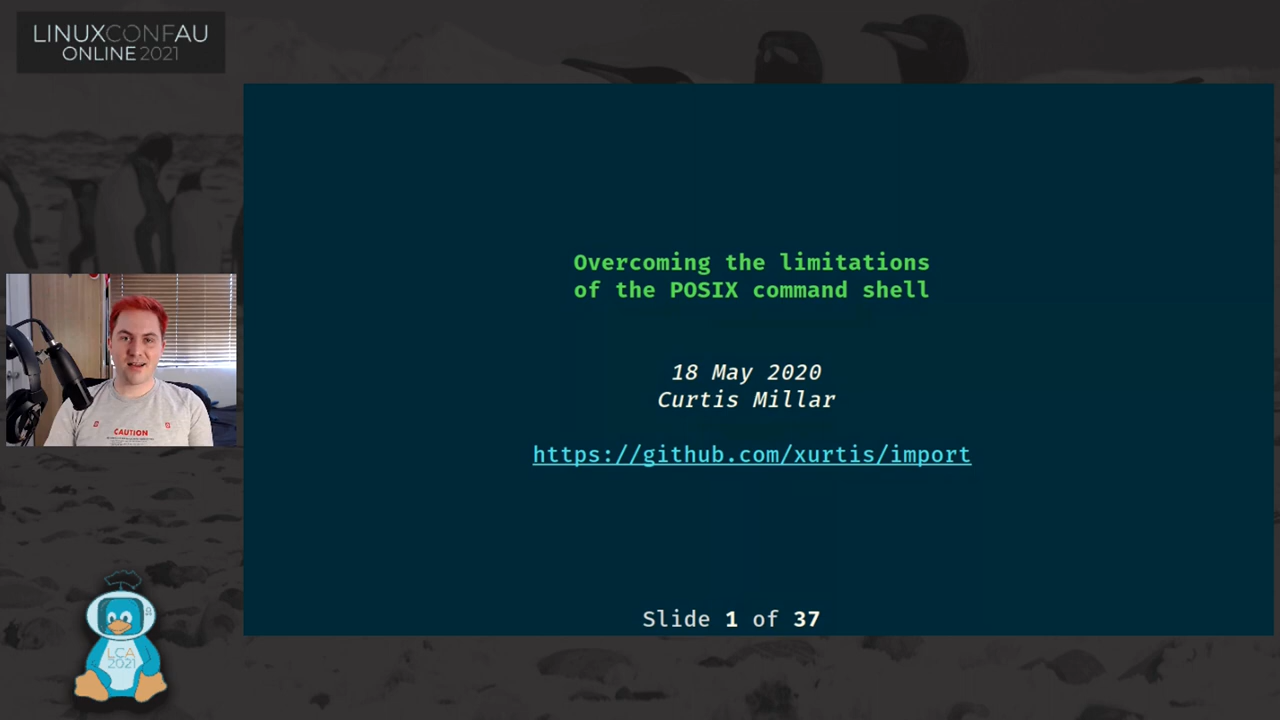 LINUXCONFAU
ONLINE 2021
Overcoming the limitations
of the POSIX command shell
18 May 2020
Curtis Millar
https://github.com/xurtis/import
CAUTION
LCA
2021
Slide 1 of 37